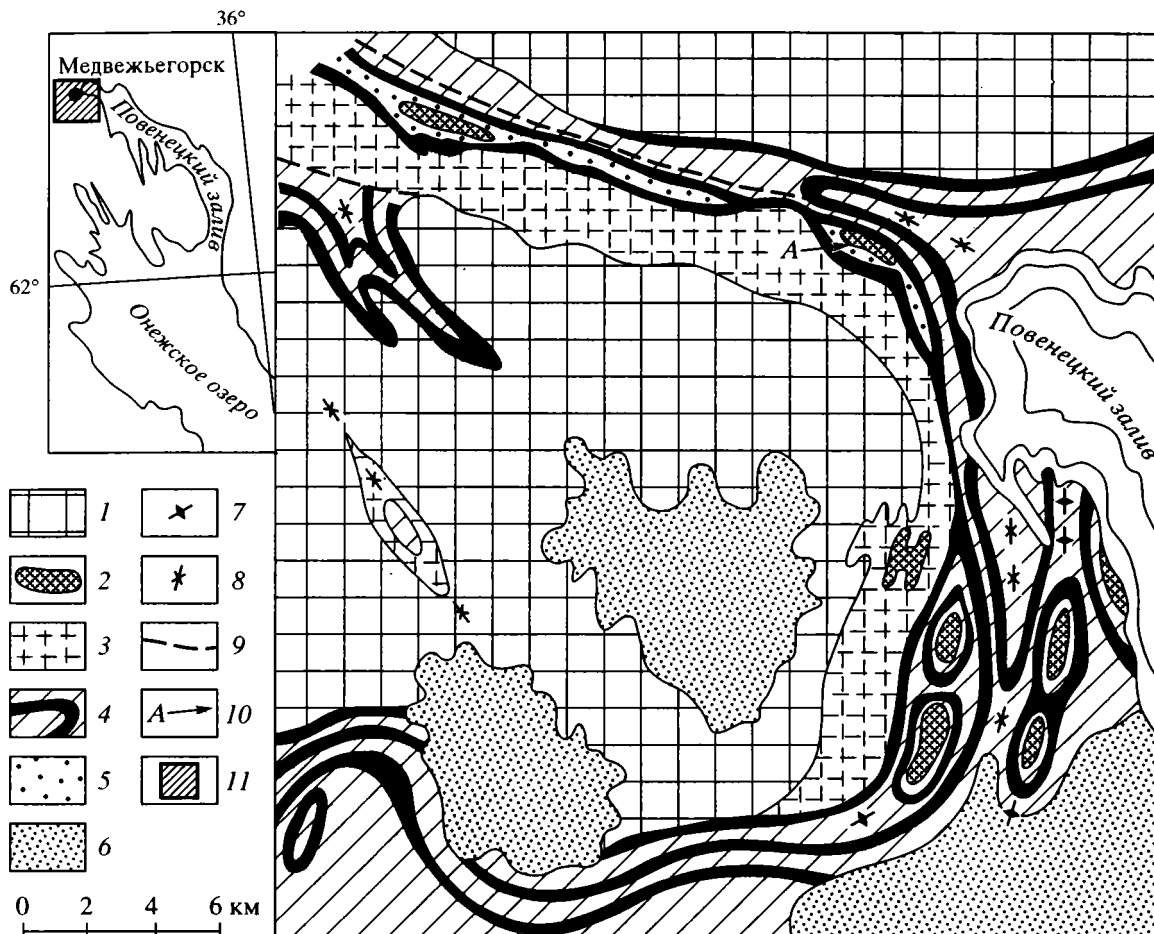 36°
Медвежьегорск
Повенецкий залив
62°
Онежское озеро
А
Повенецкий залив
1 7
2 8
3 9
4 А 10
5 11
6
0 2 4 6 км